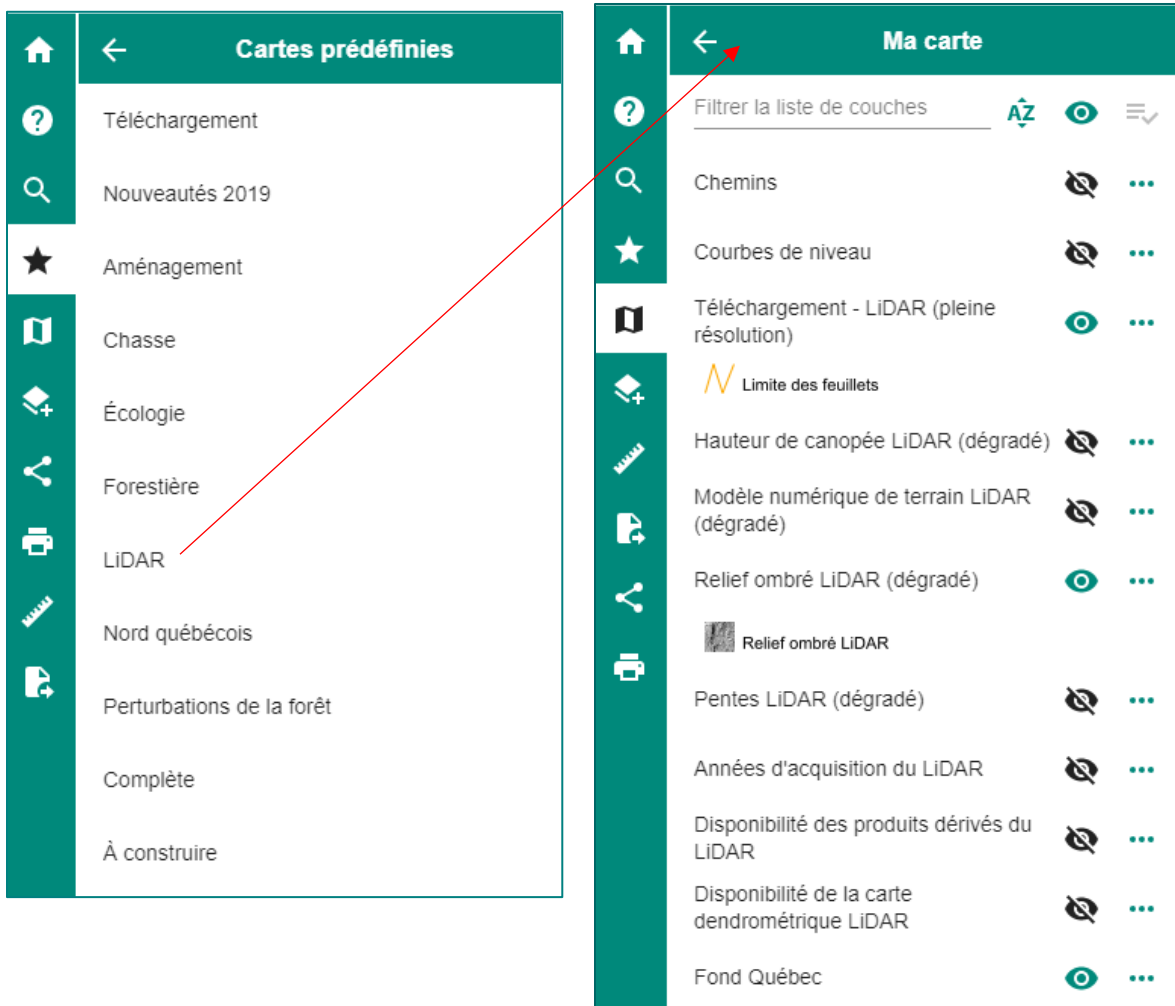 Cartes prédéfinies
Téléchargement
Nouveautés 2019
Aménagement
Chasse
Écologie
Forestière
LiDAR
Nord québécois
Perturbations de la forêt
Complète
À construire
Ma carte
Filtrer la liste de couches
AZ
Chemins
Courbes de niveau
Téléchargement - LiDAR (pleine
résolution)
Limite des feuillets
Hauteur de canopée LiDAR (dégradé)
Modèle numérique de terrain LiDAR
(dégradé)
Relief ombré LiDAR (dégradé)
Relief ombré LiDAR
Pentes LiDAR (dégradé)
Années d'acquisition du LiDAR
Disponibilité des produits dérivés du
LiDAR
Disponibilité de la carte
dendrométrique LiDAR
Fond Québec